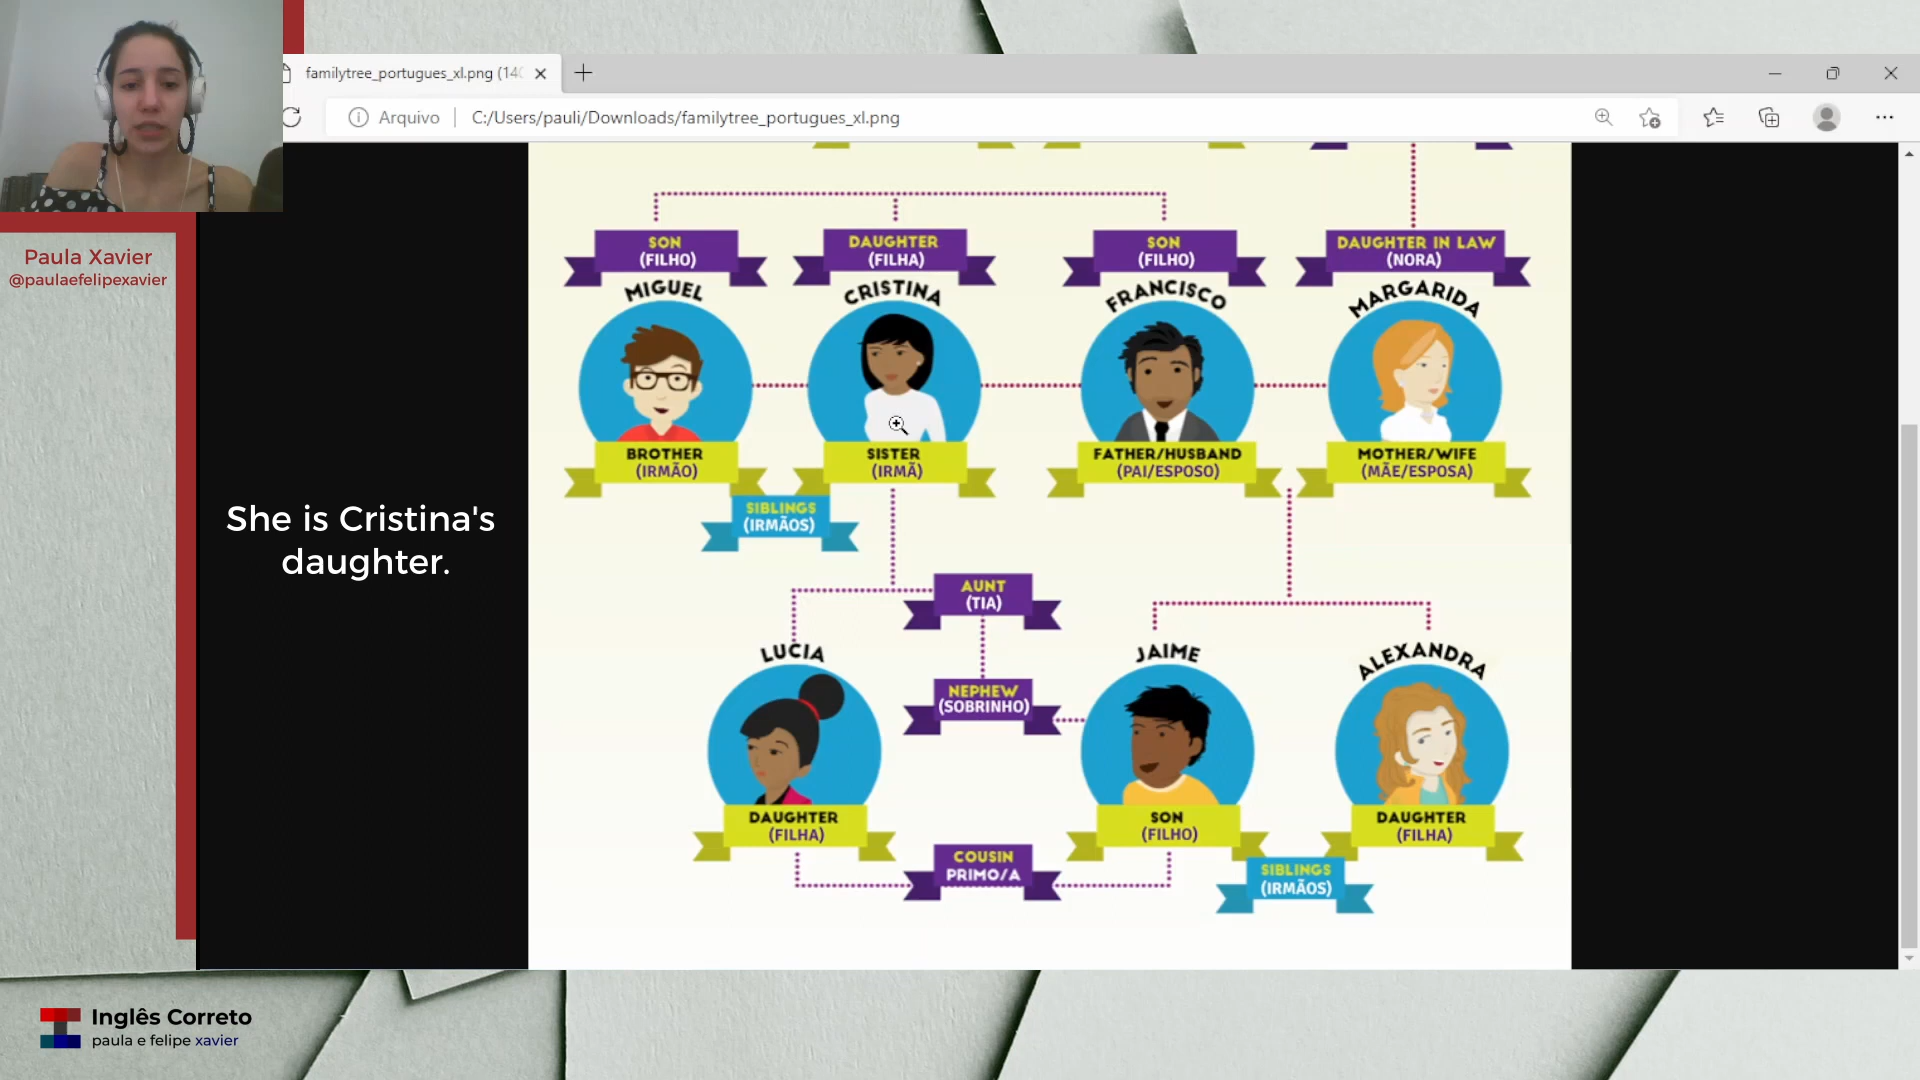 familytree_portugues_xl.png (140
Arquivo
C:/Users/pauli/Downloads/familytree_portugues_xl.png
Paula Xavier
@paulaefelipexavier
She is Cristina's
daughter.
SON
(FILHO)
DAUGHTER
(FILHA)
SON
(FILHO)
DAUGHTER IN LAW
(NORA)
MIGUEL
CRISTINA
FRANCISCO
MARGARIDA
BROTHER
(IRMÃO)
SISTER
(IRMÃ)
FATHER/HUSBAND
(PAI/ESPOSO)
MOTHER/WIFE
(MÃE/ESPOSA)
SIBLINGS
(IRMÃOS)
AUNT
(TIA)
LUCIA
JAIME
ALEXANDRA
NEPHEW
(SOBRINHO)
DAUGHTER
(FILHA)
SON
(FILHO)
DAUGHTER
(FILHA)
COUSIN
PRIMO/A
SIBLINGS
(IRMÃOS)
Inglês Correto
paula e felipe xavier